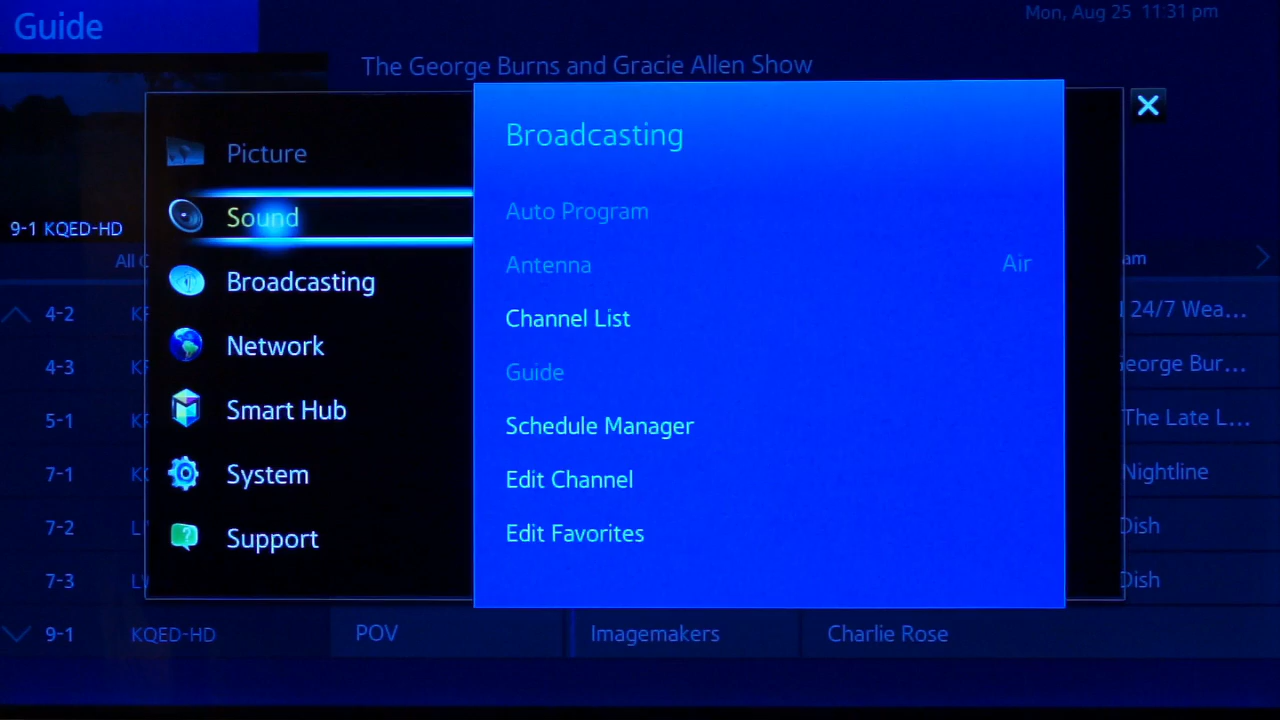 Guide
Mon, Aug 25 11:31 pm
The George Burns and Gracie Allen Show
Picture
Sound
Broadcasting
Network
Smart Hub
System
Support
Broadcasting
Auto Program
Antenna Air
Channel List
Guide
Schedule Manager
Edit Channel
Edit Favorites
9-1 KQED-HD
All
4-2
4-3
5-1
7-1
7-2
7-3
9-1 KQED-HD POV Imagemakers Charlie Rose
am
24/7 Wea...
eorge Bur...
The Late L...
Nightline
Dish
Dish